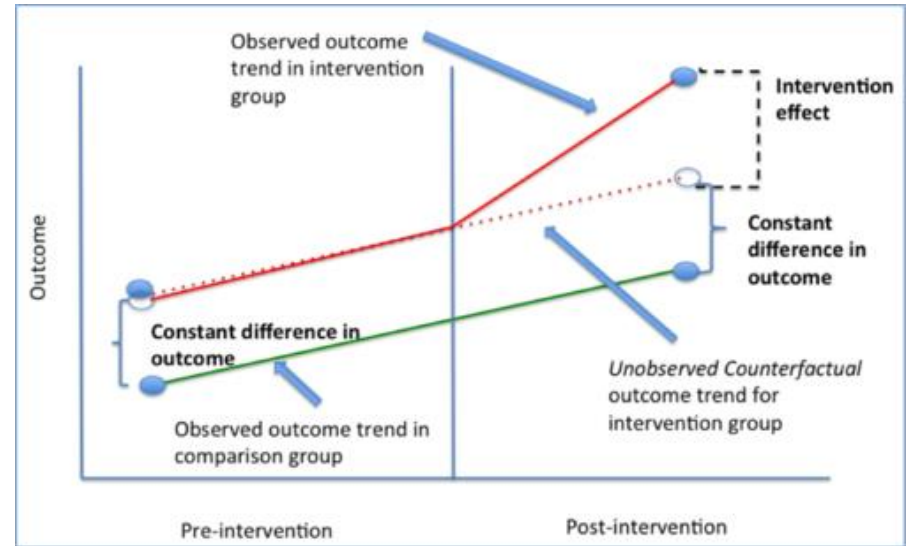 Observed outcome
trend in intervention
group
Intervention
effect
Outcome
Constant
difference in
outcome
Constant difference in
outcome
Unobserved Counterfactual
outcome trend for
intervention group
Observed outcome trend in
comparison group
Pre-intervention
Post-intervention